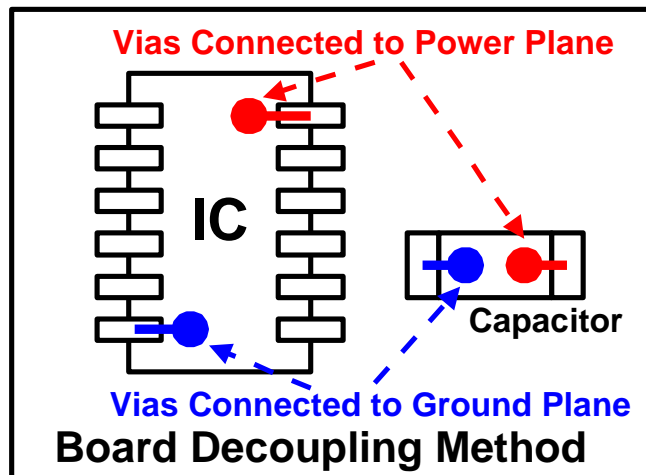 Vias Connected to Power Plane
IC
Capacitor
Vias Connected to Ground Plane
Board Decoupling Method